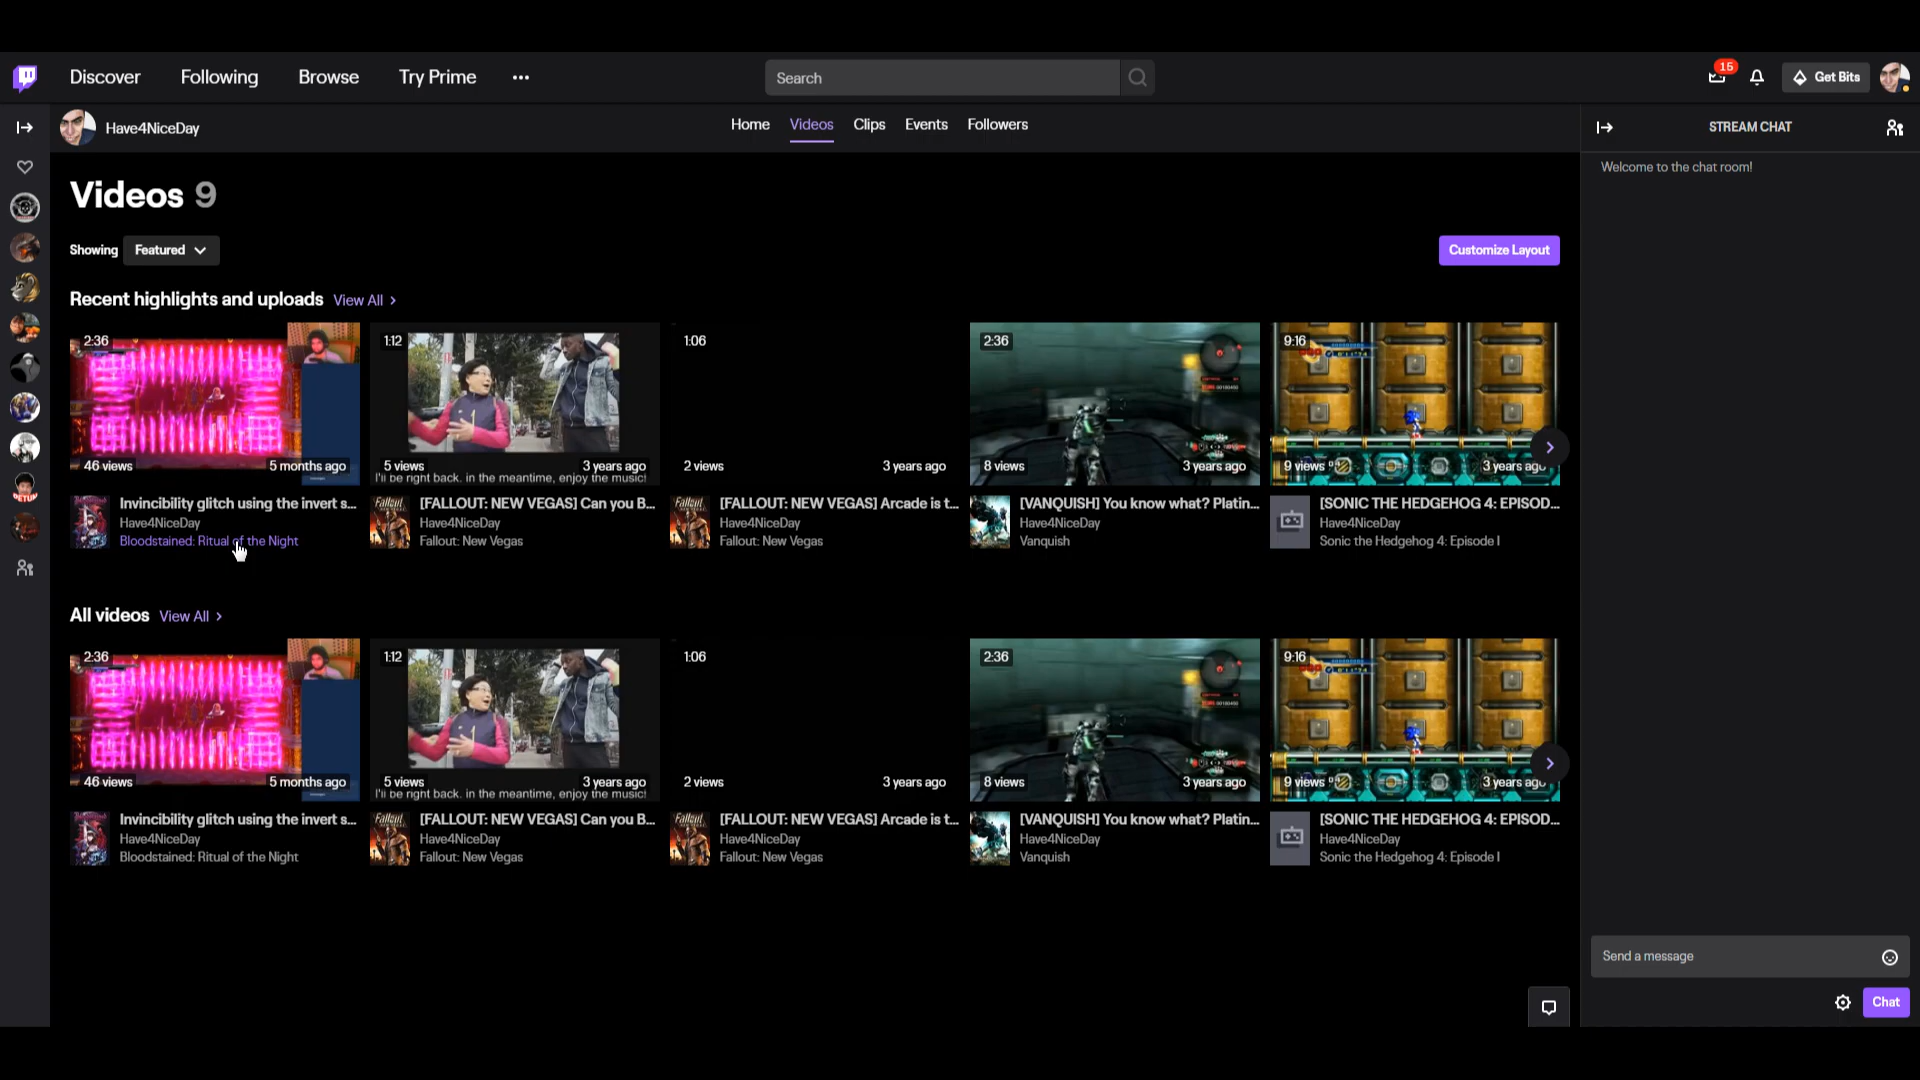 Discover Following Browse Try Prime Search 15 Get Bits
Have4NiceDay Home Videos Clips Events Followers STREAM CHAT
Welcome to the chat room!
Videos 9
Showing Featured Customize Layout
Recent highlights and uploads View All
2:36 1:12 1:06 2:36 9:16
46 views 5 months ago 5 views 3 years ago 2 views 3 years ago 8 views 3 years ago 9 views 3 years ago
I'll be right back. in the meantime, enjoy the music!
Invincibility glitch using the invert s... [FALLOUT: NEW VEGAS] Can you B... [FALLOUT: NEW VEGAS] Arcade is t... [VANQUISH] You know what? Platin... [SONIC THE HEDGEHOG 4: EPISOD...
Have4NiceDay Have4NiceDay Have4NiceDay Have4NiceDay Have4NiceDay
Bloodstained: Ritual of the Night Fallout: New Vegas Fallout: New Vegas Vanquish Sonic the Hedgehog 4: Episode I
All videos View All
2:36 1:12 1:06 2:36 9:16
46 views 5 months ago 5 views 3 years ago 2 views 3 years ago 8 views 3 years ago 9 views 3 years ago
I'll be right back. in the meantime, enjoy the music!
Invincibility glitch using the invert s... [FALLOUT: NEW VEGAS] Can you B... [FALLOUT: NEW VEGAS] Arcade is t... [VANQUISH] You know what? Platin... [SONIC THE HEDGEHOG 4: EPISOD...
Have4NiceDay Have4NiceDay Have4NiceDay Have4NiceDay Have4NiceDay
Bloodstained: Ritual of the Night Fallout: New Vegas Fallout: New Vegas Vanquish Sonic the Hedgehog 4: Episode I
Send a message
Chat